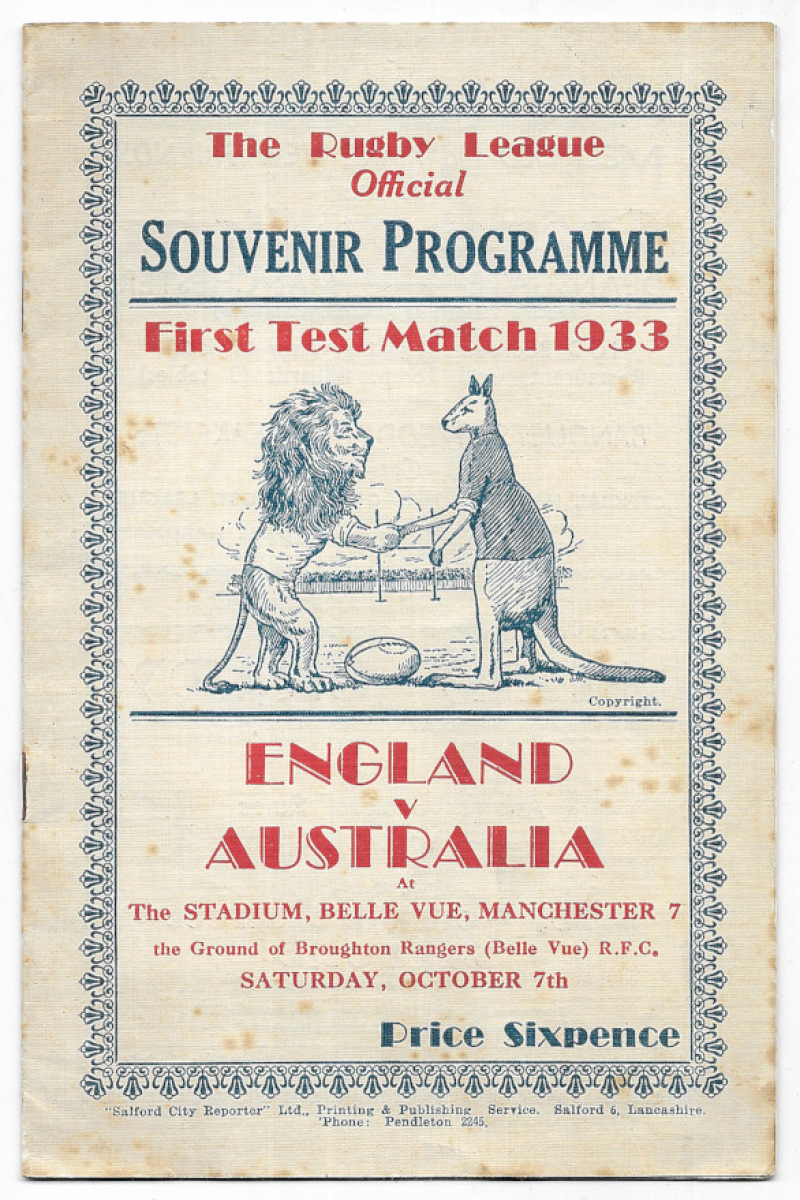 The Rugby League
Official
SOUVENIR PROGRAMME
First Test Match 1933
Copyright.
ENGLAND
v
AUSTRALIA
At
The STADIUM, BELLE VUE, MANCHESTER 7
the Ground of Broughton Rangers (Belle Vue) R.F.C.
SATURDAY, OCTOBER 7th
Price Sixpence
"Salford City Reporter" Ltd., Printing & Publishing Service. Salford 6, Lancashire.
'Phone: Pendleton 2245.